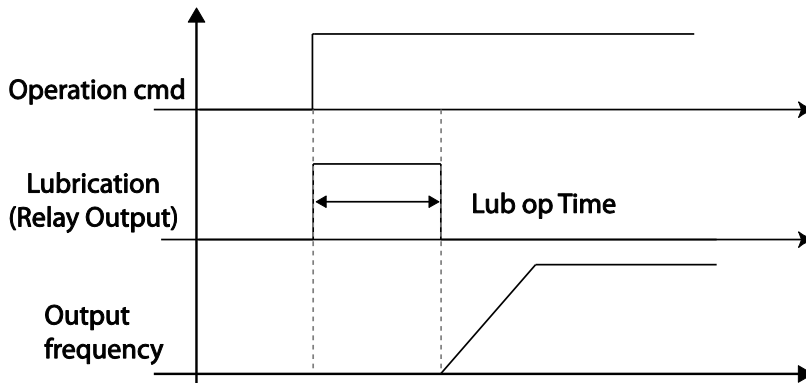 Operation cmd
Lubrication
(Relay Output)
Lub op Time
Output
frequency